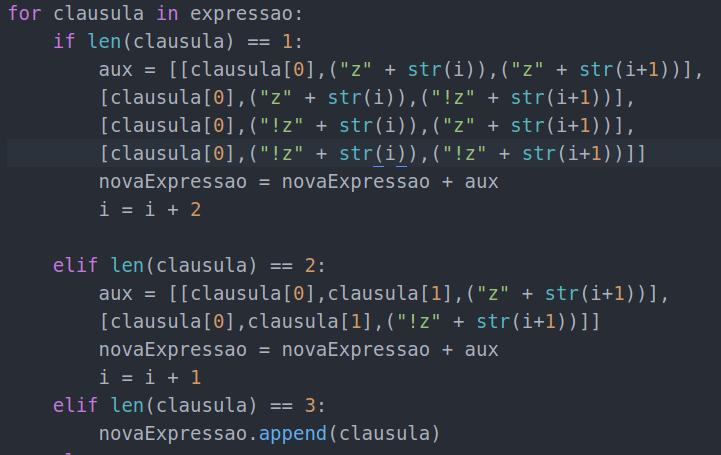 for clausula in expressao:
    if len(clausula) == 1:
        aux = [[clausula[0],("z" + str(i)),("z" + str(i+1))],
        [clausula[0],("z" + str(i)),("!z" + str(i+1))],
        [clausula[0],("!z" + str(i)),("z" + str(i+1))],
        [clausula[0],("!z" + str(i)),("!z" + str(i+1))]]
        novaExpressao = novaExpressao + aux
        i = i + 2

    elif len(clausula) == 2:
        aux = [[clausula[0],clausula[1],("z" + str(i+1))],
        [clausula[0],clausula[1],("!z" + str(i+1))]]
        novaExpressao = novaExpressao + aux
        i = i + 1
    elif len(clausula) == 3:
        novaExpressao.append(clausula)